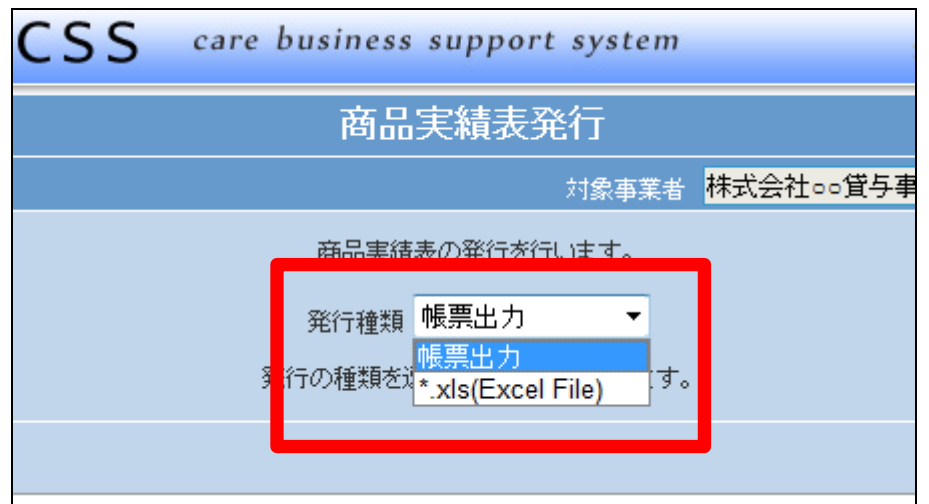 CSS care business support system
商品実績表発行
対象事業者 株式会社○○貸与事
商品実績表の発行を行います。
発行種類 帳票出力
帳票出力
発行の種類を す。
*.xls(Excel File)